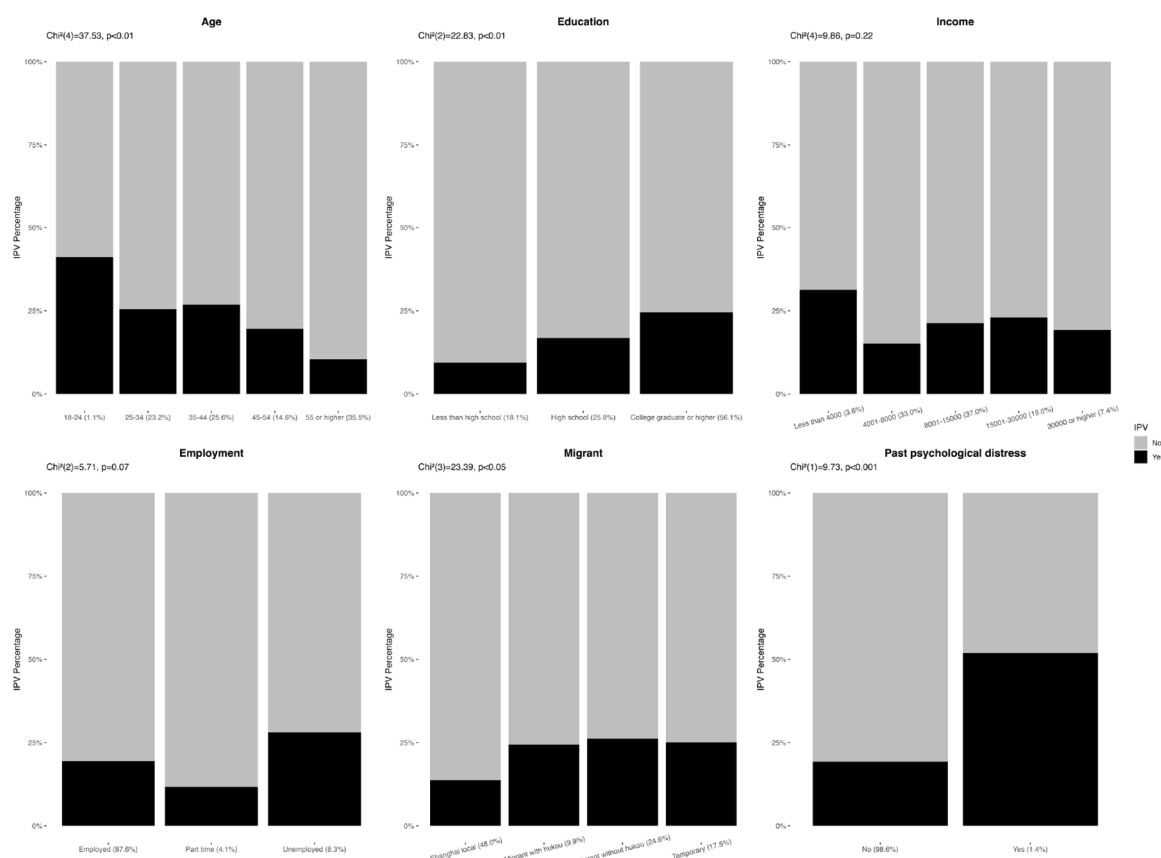 Age
Chi²(4)=37.53, p<0.01
100%
75%
50%
25%
0%
IPV Percentage
18-24 (1.1%)
25-34 (23.2%)
35-44 (25.6%)
45-54 (14.6%)
55 or higher (35.5%)
Education
Chi²(2)=22.83, p<0.01
100%
75%
50%
25%
0%
IPV Percentage
Less than high school (18.1%)
High school (25.8%)
College graduate or higher (56.1%)
Income
Chi²(4)=9.86, p=0.22
100%
75%
50%
25%
0%
IPV Percentage
Less than 4000 (3.6%)
4001-8000 (33.0%)
8001-15000 (37.0%)
15001-30000 (19.0%)
30000 or higher (7.4%)
IPV
No
Ye
Employment
Chi²(2)=5.71, p=0.07
100%
75%
50%
25%
0%
IPV Percentage
Employed (87.6%)
Part time (4.1%)
Unemployed (8.3%)
Migrant
Chi²(3)=23.39, p<0.05
100%
75%
50%
25%
0%
IPV Percentage
Shanghai local (48.0%)
Migrant with hukou (9.9%)
without hukou (24.6%)
Temporary (17.5%)
Past psychological distress
Chi²(1)=9.73, p<0.001
100%
75%
50%
25%
0%
IPV Percentage
No (98.6%)
Yes (1.4%)